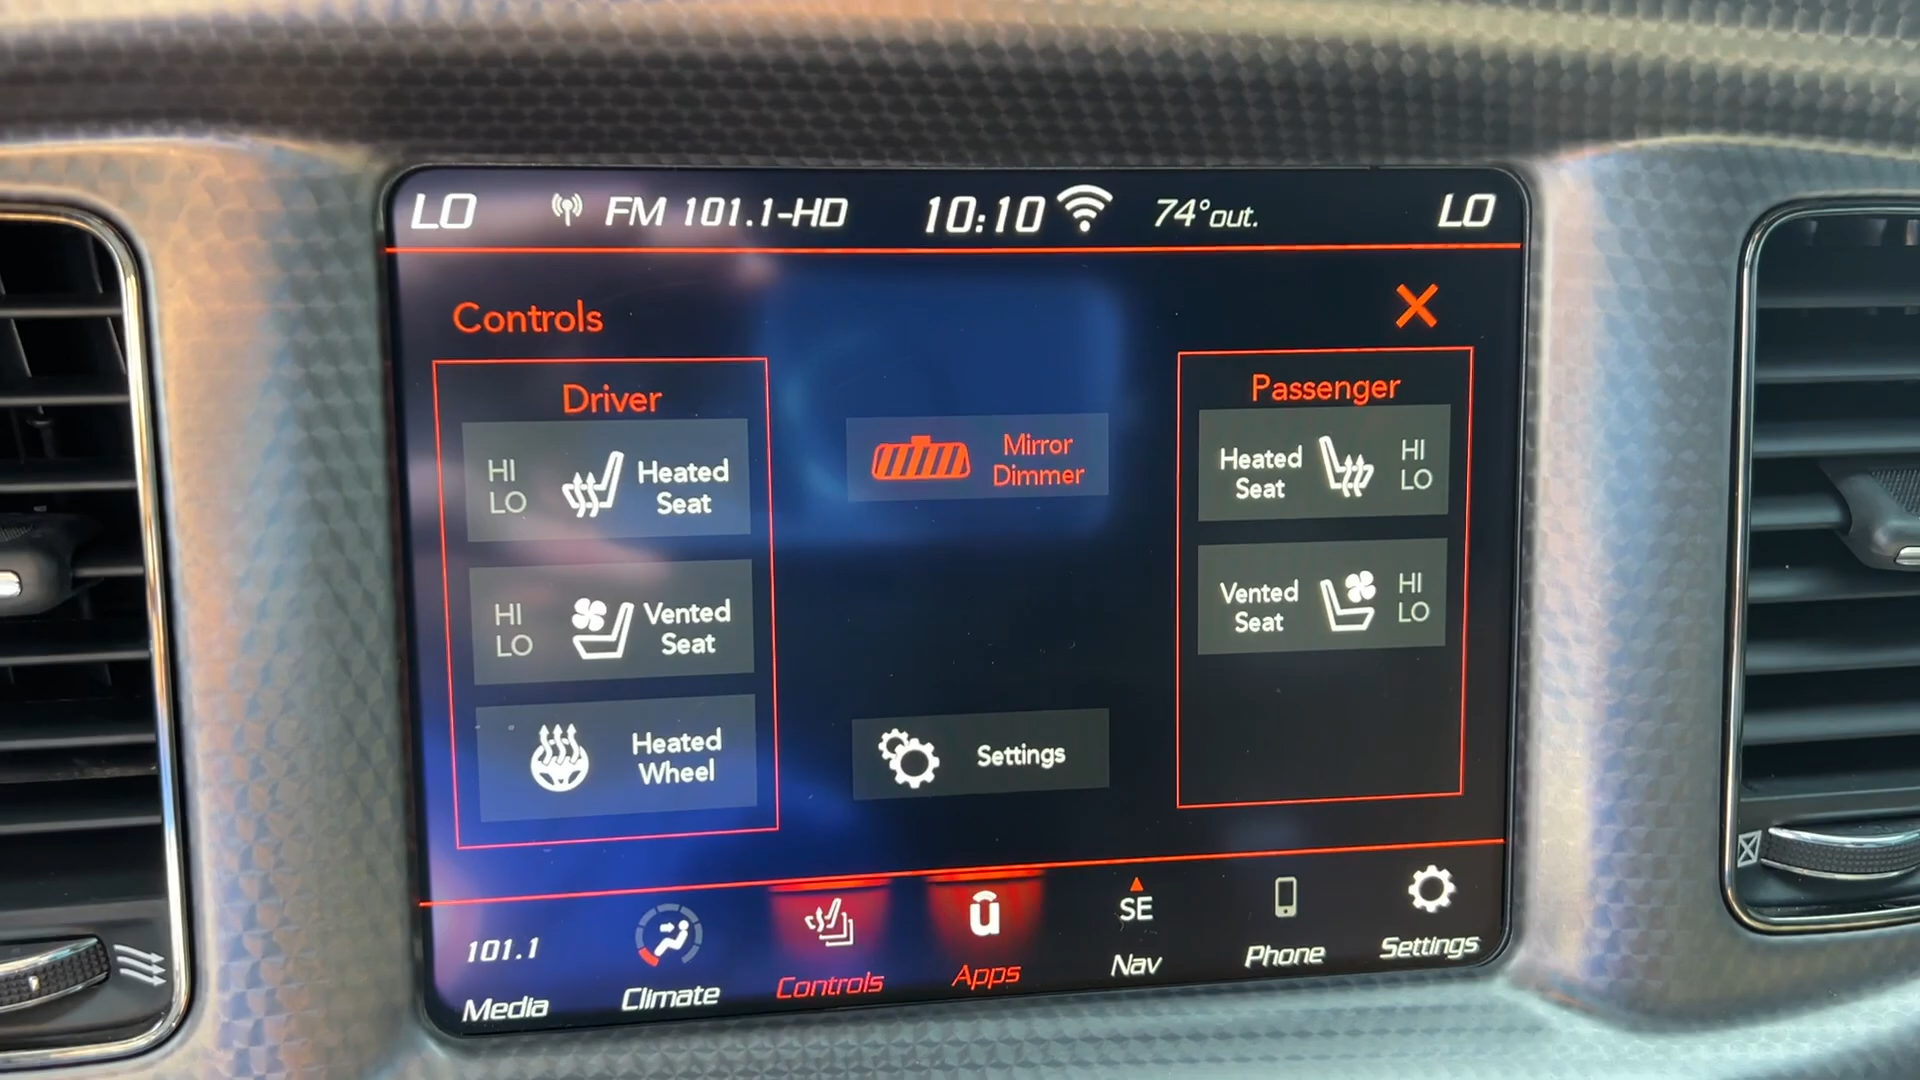 LO FM 101.1-HD 10:10 74°out. LO
Controls
Driver
HI
LO
Heated
Seat
HI
LO
Vented
Seat
Heated
Wheel
Mirror
Dimmer
Settings
Passenger
Heated
Seat
HI
LO
Vented
Seat
HI
LO
101.1
Media
Climate
Controls
Apps
SE
Nav
Phone
Settings